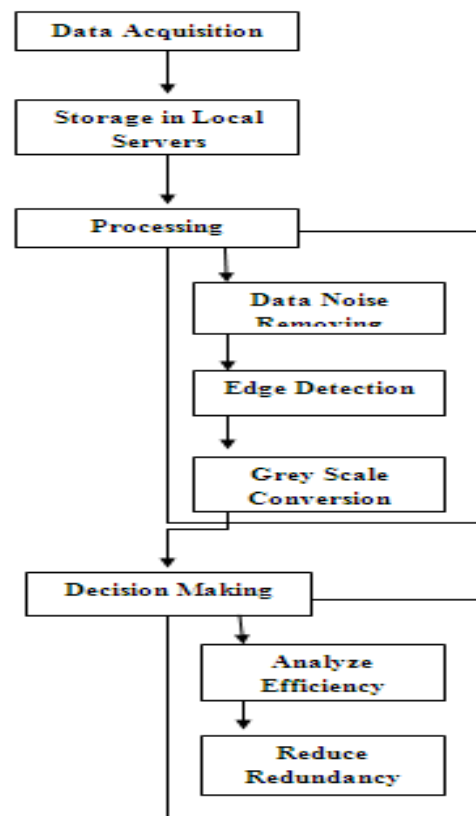 Data Acquisition
Storage in Local
Servers
Processing
Data Noise
Removing
Edge Detection
Grey Scale
Conversion
Decision Making
Analyze
Efficiency
Reduce
Redundancy